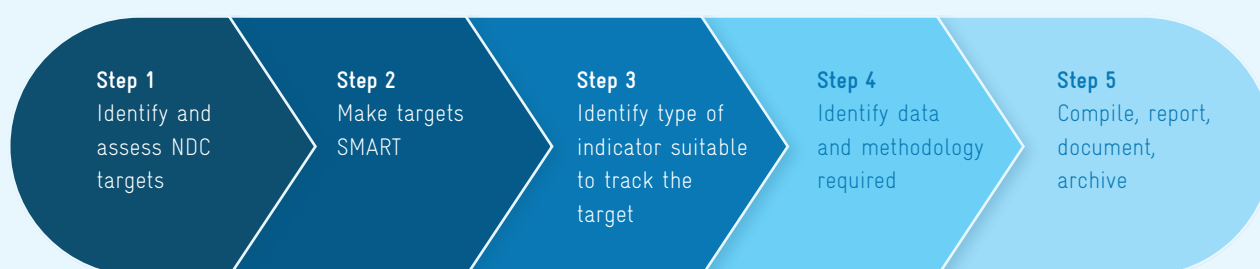 Step 1
Identify and
assess NDC
targets
Step 2
Make targets
SMART
Step 3
Identify type of
indicator suitable
to track the
target
Step 4
Identify data
and methodology
required
Step 5
Compile, report,
document,
archive